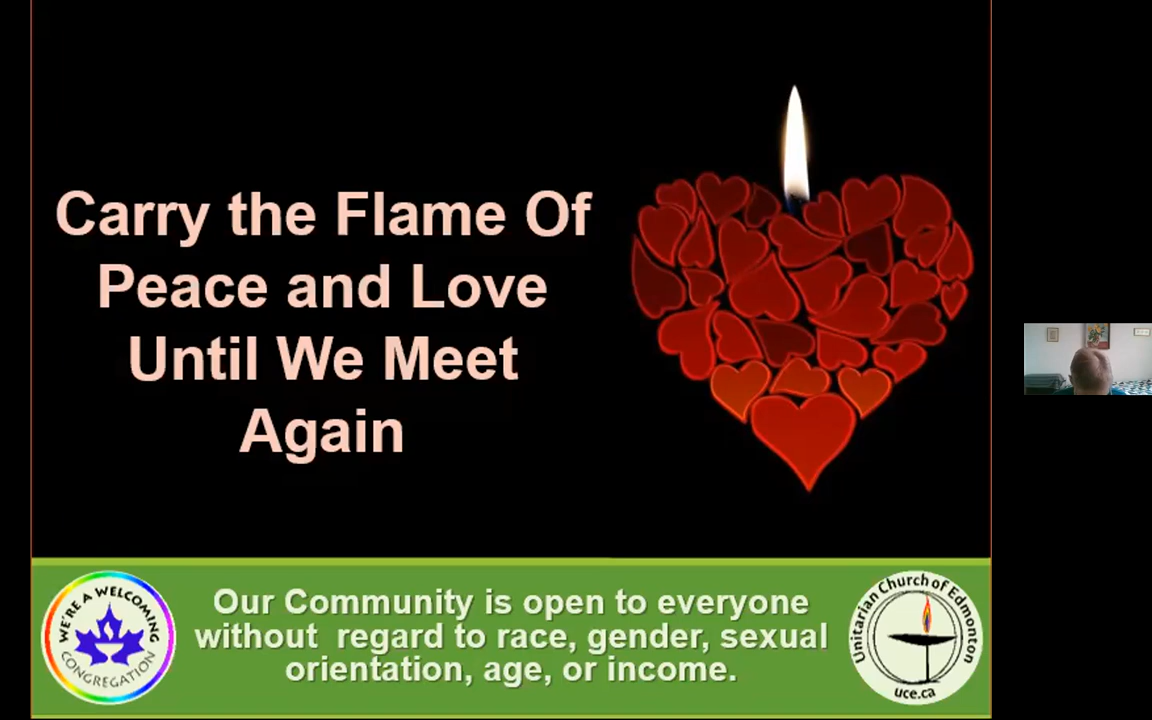 Carry the Flame Of
Peace and Love
Until We Meet
Again
WE'RE A WELCOMING
CONGREGATION
Our Community is open to everyone
without regard to race, gender, sexual
orientation, age, or income.
Unitarian Church of Edmonton
uce.ca